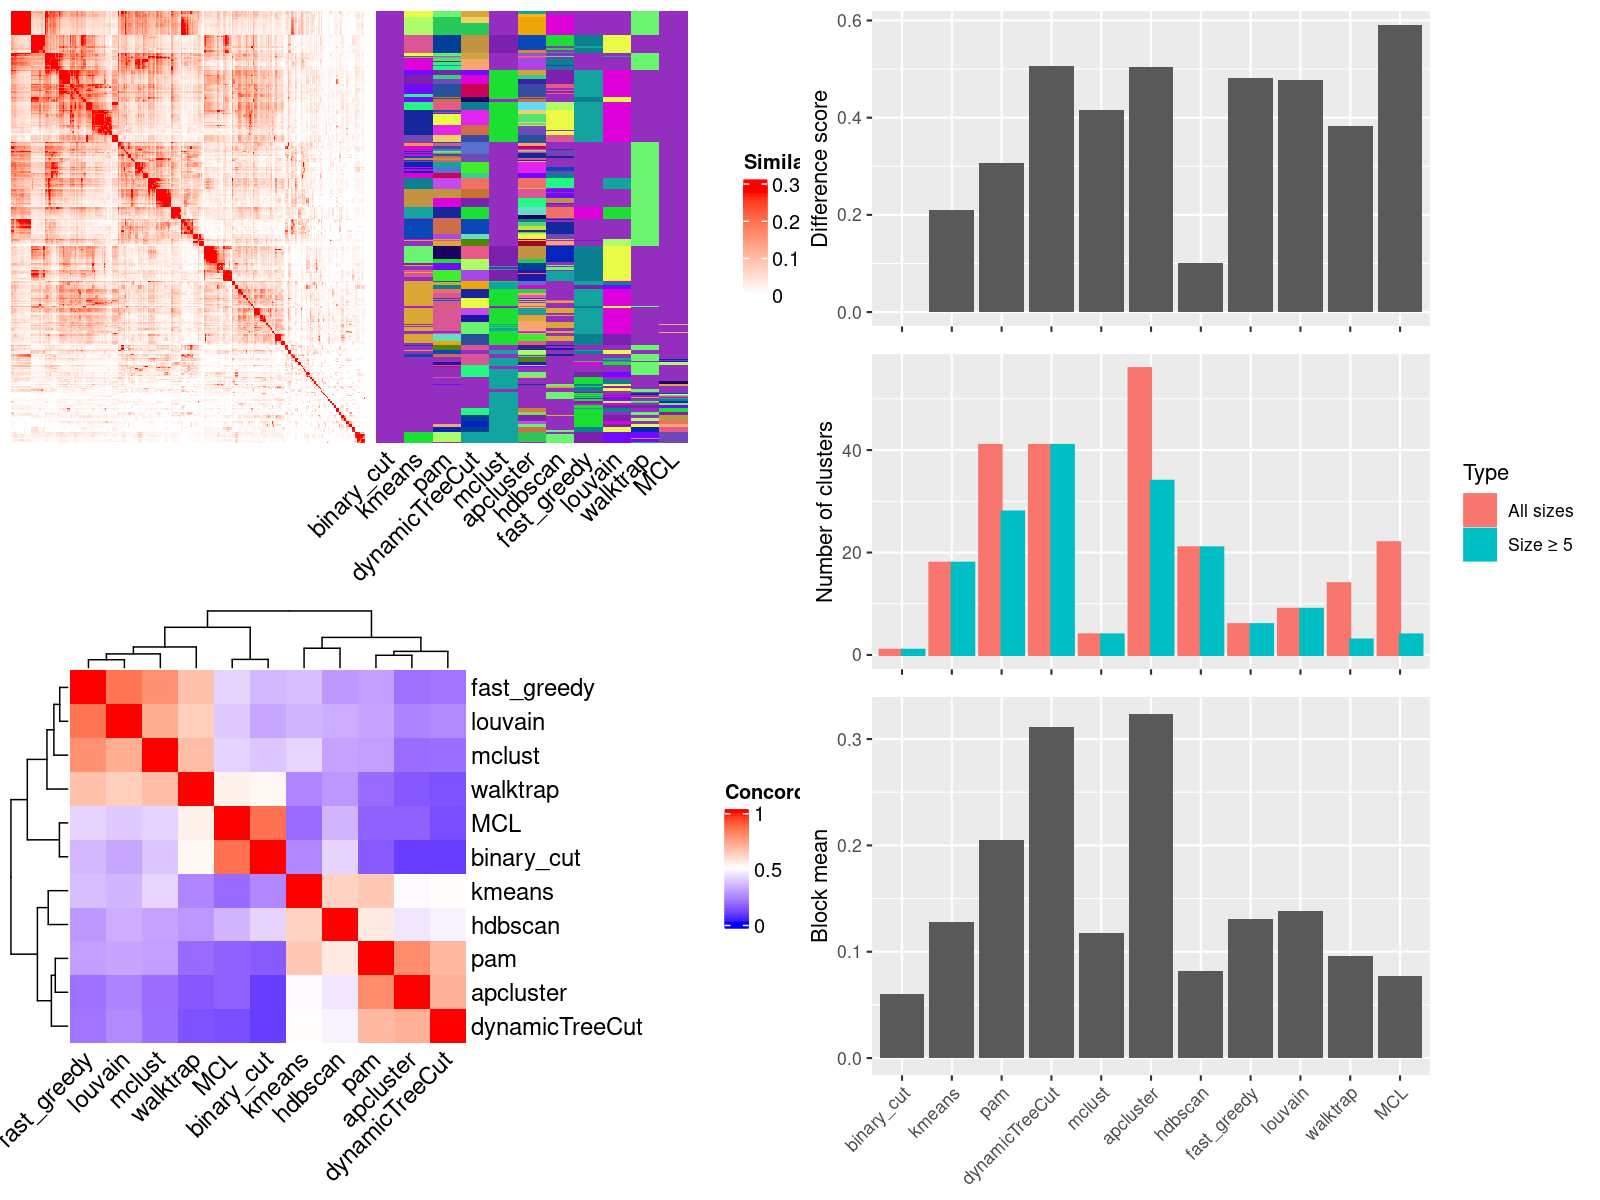 Simila
0.3
0.2
0.1
0
binary_cut
kmeans
pam
dynamicTreeCut
mclust
apcluster
hdbscan
fast_greedy
louvain
walktrap
MCL
Difference score
0.6
0.4
0.2
0.0
Number of clusters
40
20
0
Type
All sizes
Size ≥ 5
fast_greedy
louvain
mclust
walktrap
MCL
binary_cut
kmeans
hdbscan
pam
apcluster
dynamicTreeCut
fast_greedy
louvain
mclust
walktrap
MCL
binary_cut
kmeans
hdbscan
pam
apcluster
dynamicTreeCut
Concord
1
0.5
0
Block mean
0.3
0.2
0.1
0.0
binary_cut
kmeans
pam
dynamicTreeCut
mclust
apcluster
hdbscan
fast_greedy
louvain
walktrap
MCL